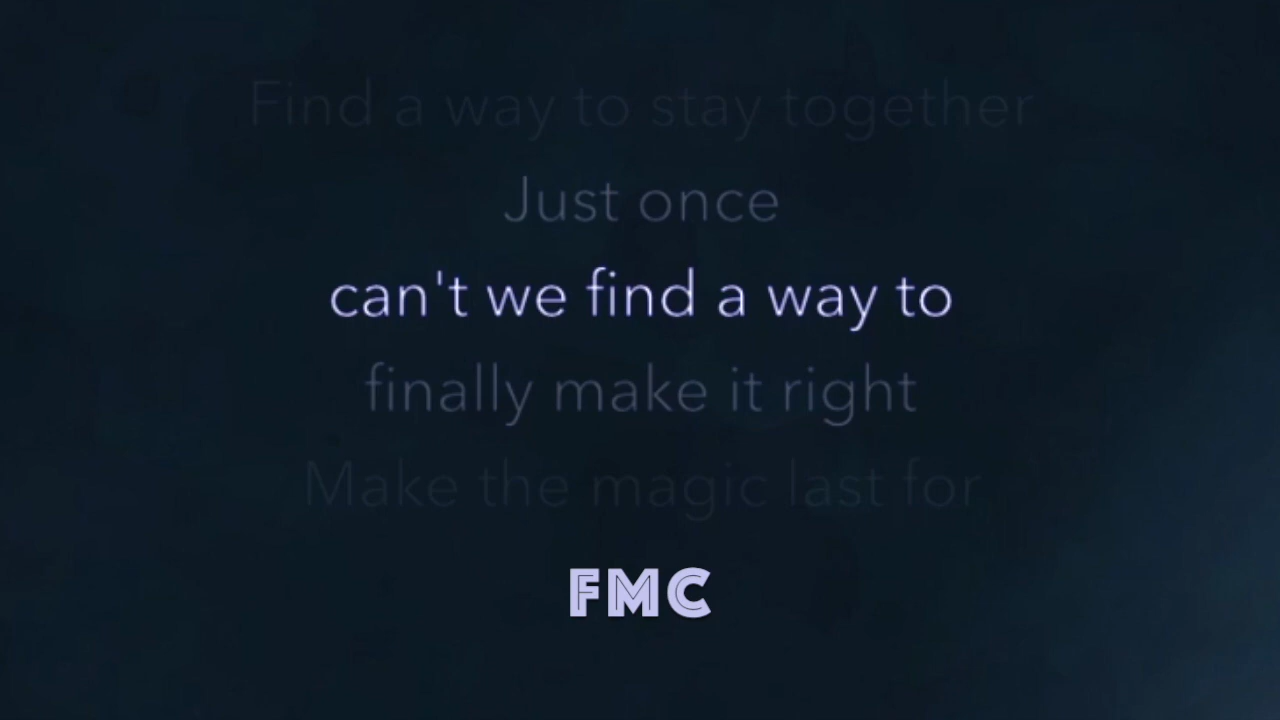 Find a way to stay together
Just once
can't we find a way to
finally make it right
Make the magic last for
FMC